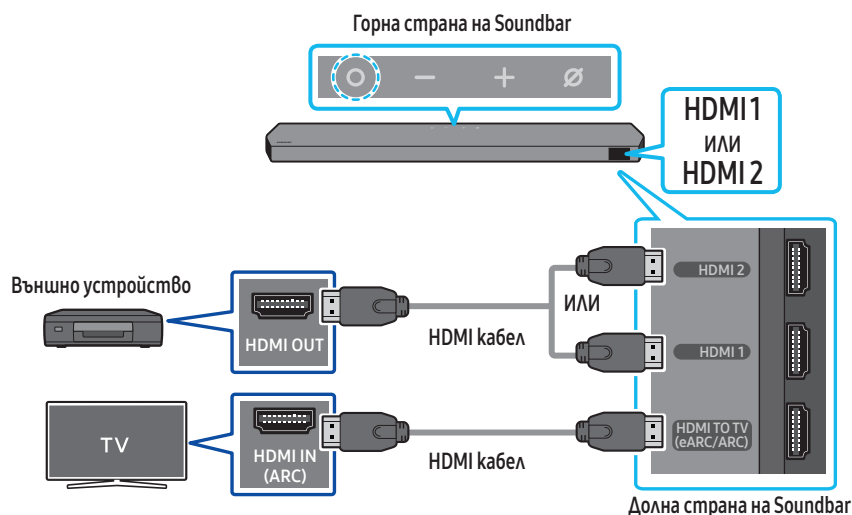 Горна страна на Soundbar
HDMI 1
ИЛИ
HDMI 2
Външно устройство
HDMI OUT
HDMI кабел
ИЛИ
HDMI 2
HDMI 1
TV
HDMI IN
(ARC)
HDMI кабел
HDMI TO TV
(eARC/ARC)
Долна страна на Soundbar